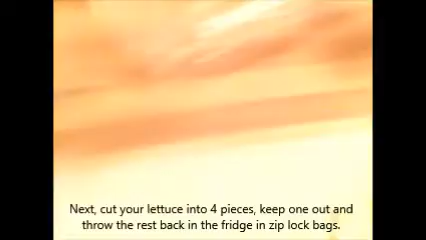 Next, cut your lettuce into 4 pieces, keep one out and
throw the rest back in the fridge in zip lock bags.